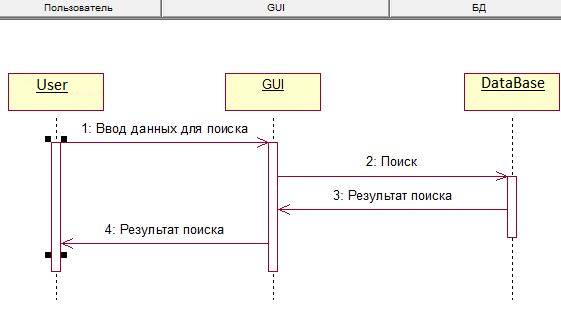 Пользователь GUI БД
User GUI DataBase
1: Ввод данных для поиска
2: Поиск
3: Результат поиска
4: Результат поиска